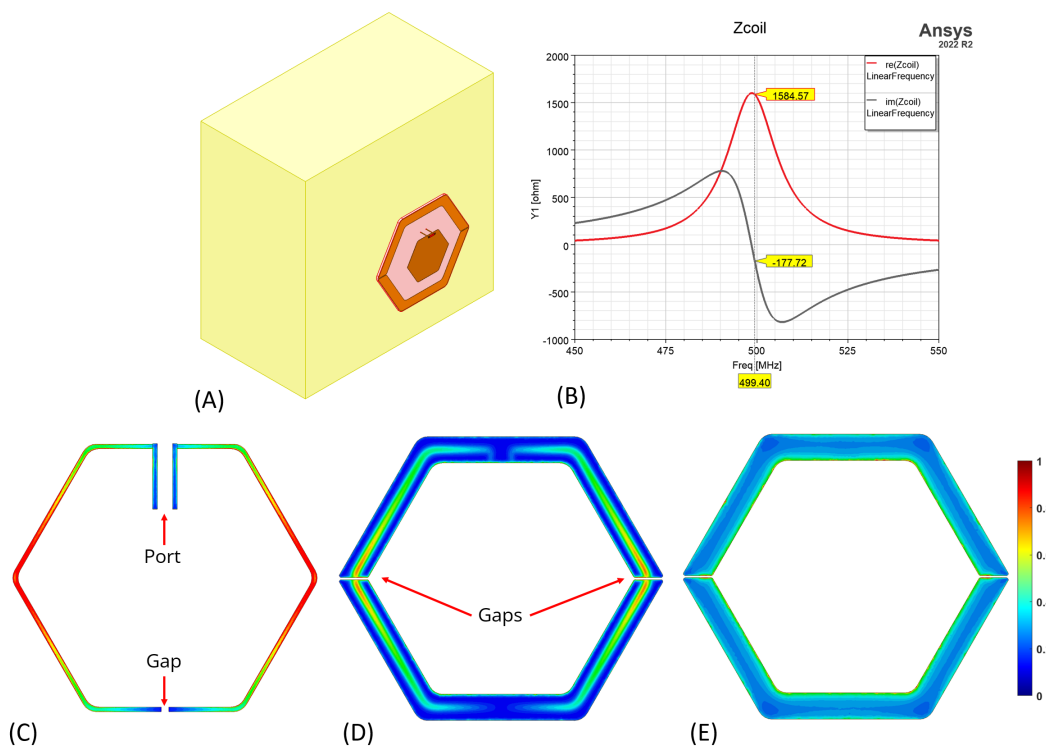 Zcoil
Ansys
2022 R2
2000
1500
1000
500
0
-500
-1000
Y1 [ohm]
re(Zcoil)
LinearFrequency
im(Zcoil)
LinearFrequency
1584.57
-177.72
450
475
500
525
550
Freq [MHz]
499.40
(A)
(B)
Port
Gap
Gaps
1
0.
0.
0.
0.
0
(C)
(D)
(E)